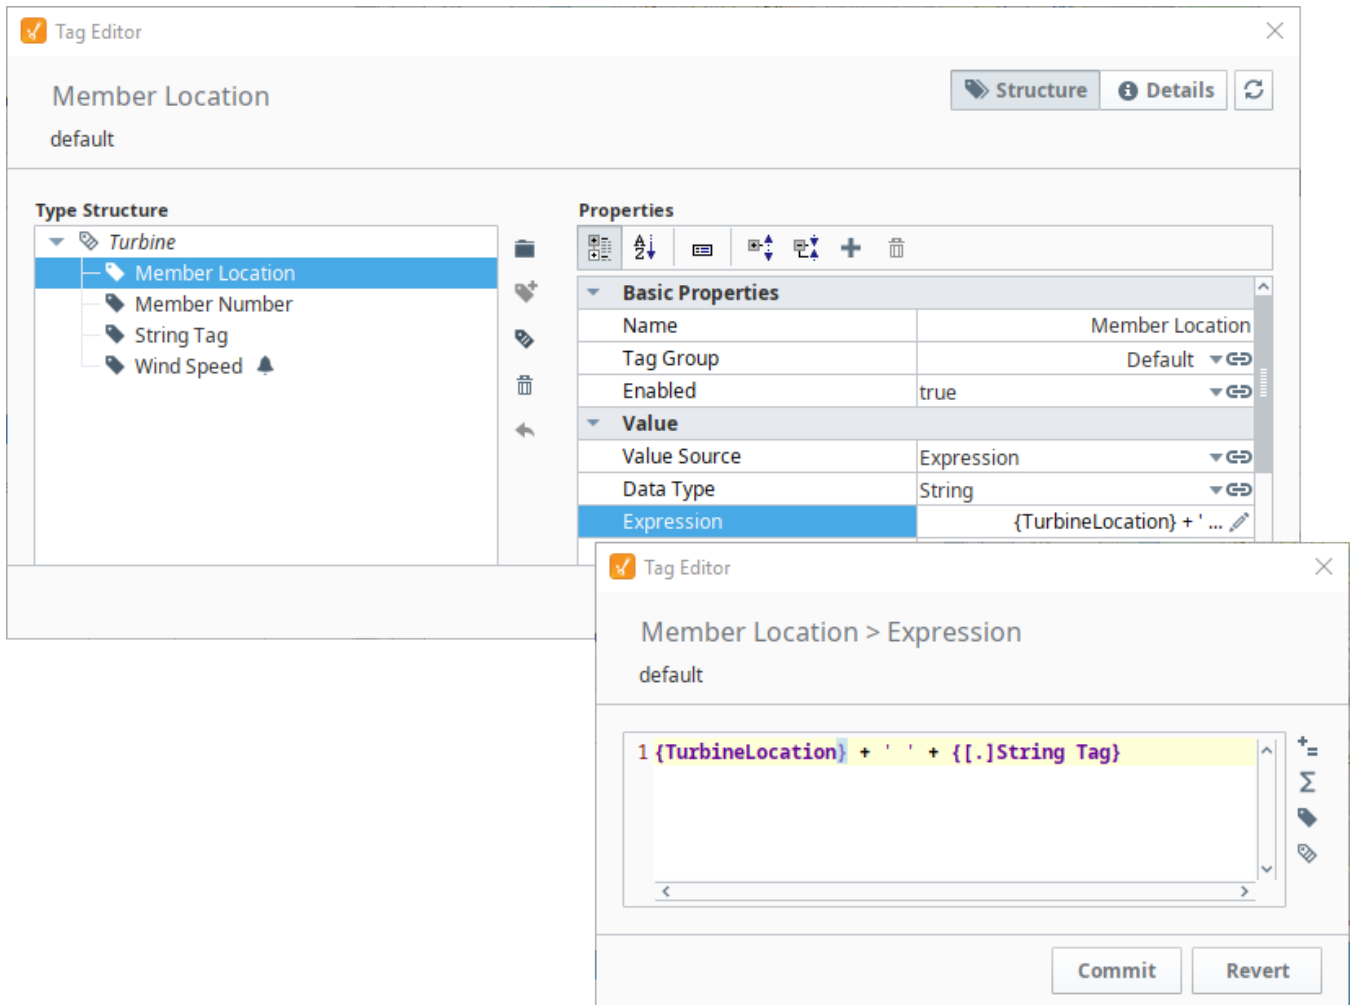 Tag Editor
Member Location
Structure
Details
default
Type Structure
Properties
Turbine
Member Location
Member Number
String Tag
Wind Speed
Basic Properties
Name Member Location
Tag Group Default
Enabled true
Value
Value Source Expression
Data Type String
Expression {TurbineLocation} + ' ...
Tag Editor
Member Location > Expression
default
1 {TurbineLocation} + ' ' + {[.]String Tag}
Commit
Revert